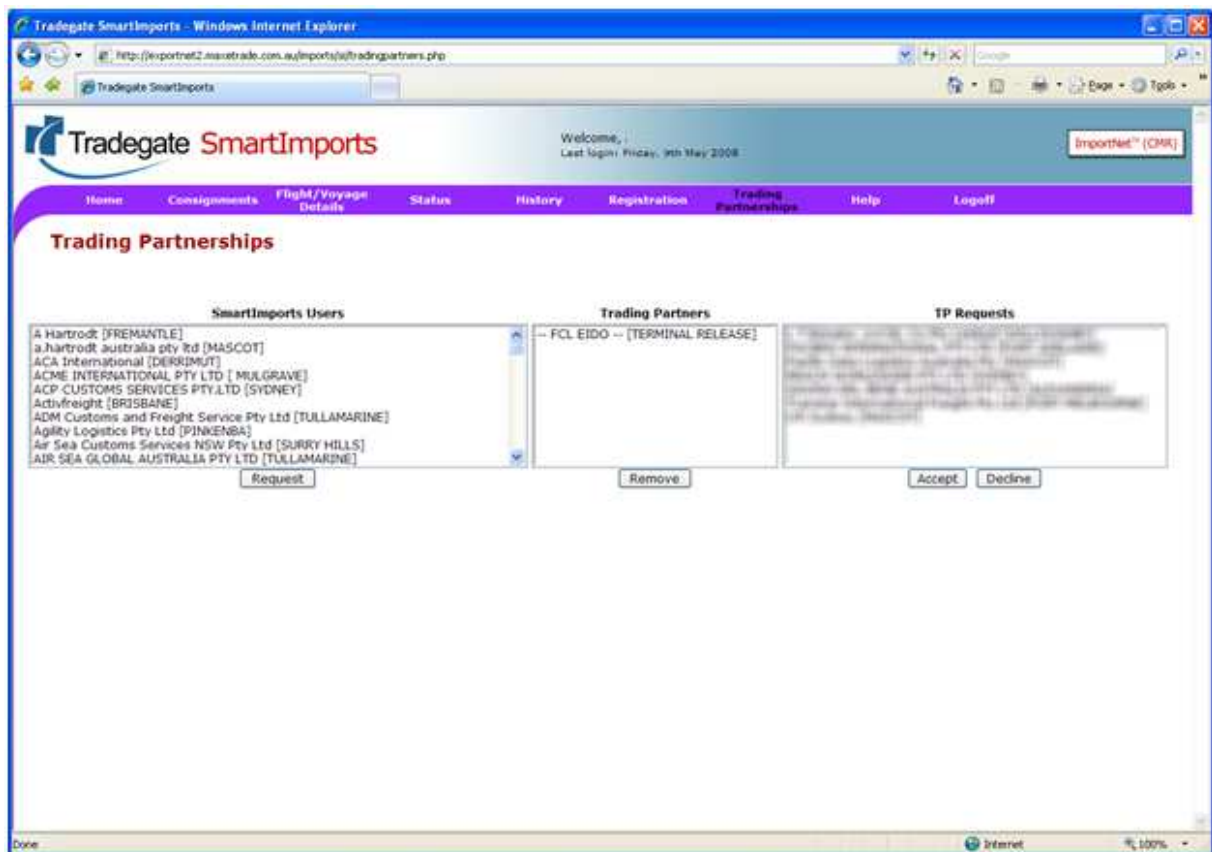 Tradegate SmartImports - Windows Internet Explorer
http://exportnet2.maxetrade.com.au/imports/si/tradingpartners.php
Google
Tradegate SmartImports
Page
Tools
Tradegate SmartImports
Welcome, .
Last login: Friday, 9th May 2008
ImportNet™ (CMR)
Home
Consignments
Flight/Voyage
Details
Status
History
Registration
Trading
Partnerships
Help
Logoff
Trading Partnerships
SmartImports Users
A Hartrodt [FREMANTLE]
a.hartrodt australia pty ltd [MASCOT]
ACA International [DERRIMUT]
ACME INTERNATIONAL PTY LTD [ MULGRAVE]
ACP CUSTOMS SERVICES PTY.LTD [SYDNEY]
Activfreight [BRISBANE]
ADM Customs and Freight Service Pty Ltd [TULLAMARINE]
Agility Logistics Pty Ltd [PINKENBA]
Air Sea Customs Services NSW Pty Ltd [SURRY HILLS]
AIR SEA GLOBAL AUSTRALIA PTY LTD [TULLAMARINE]
Request
Trading Partners
-- FCL EIDO -- [TERMINAL RELEASE]
Remove
TP Requests
Accept
Decline
Done
Internet
100%